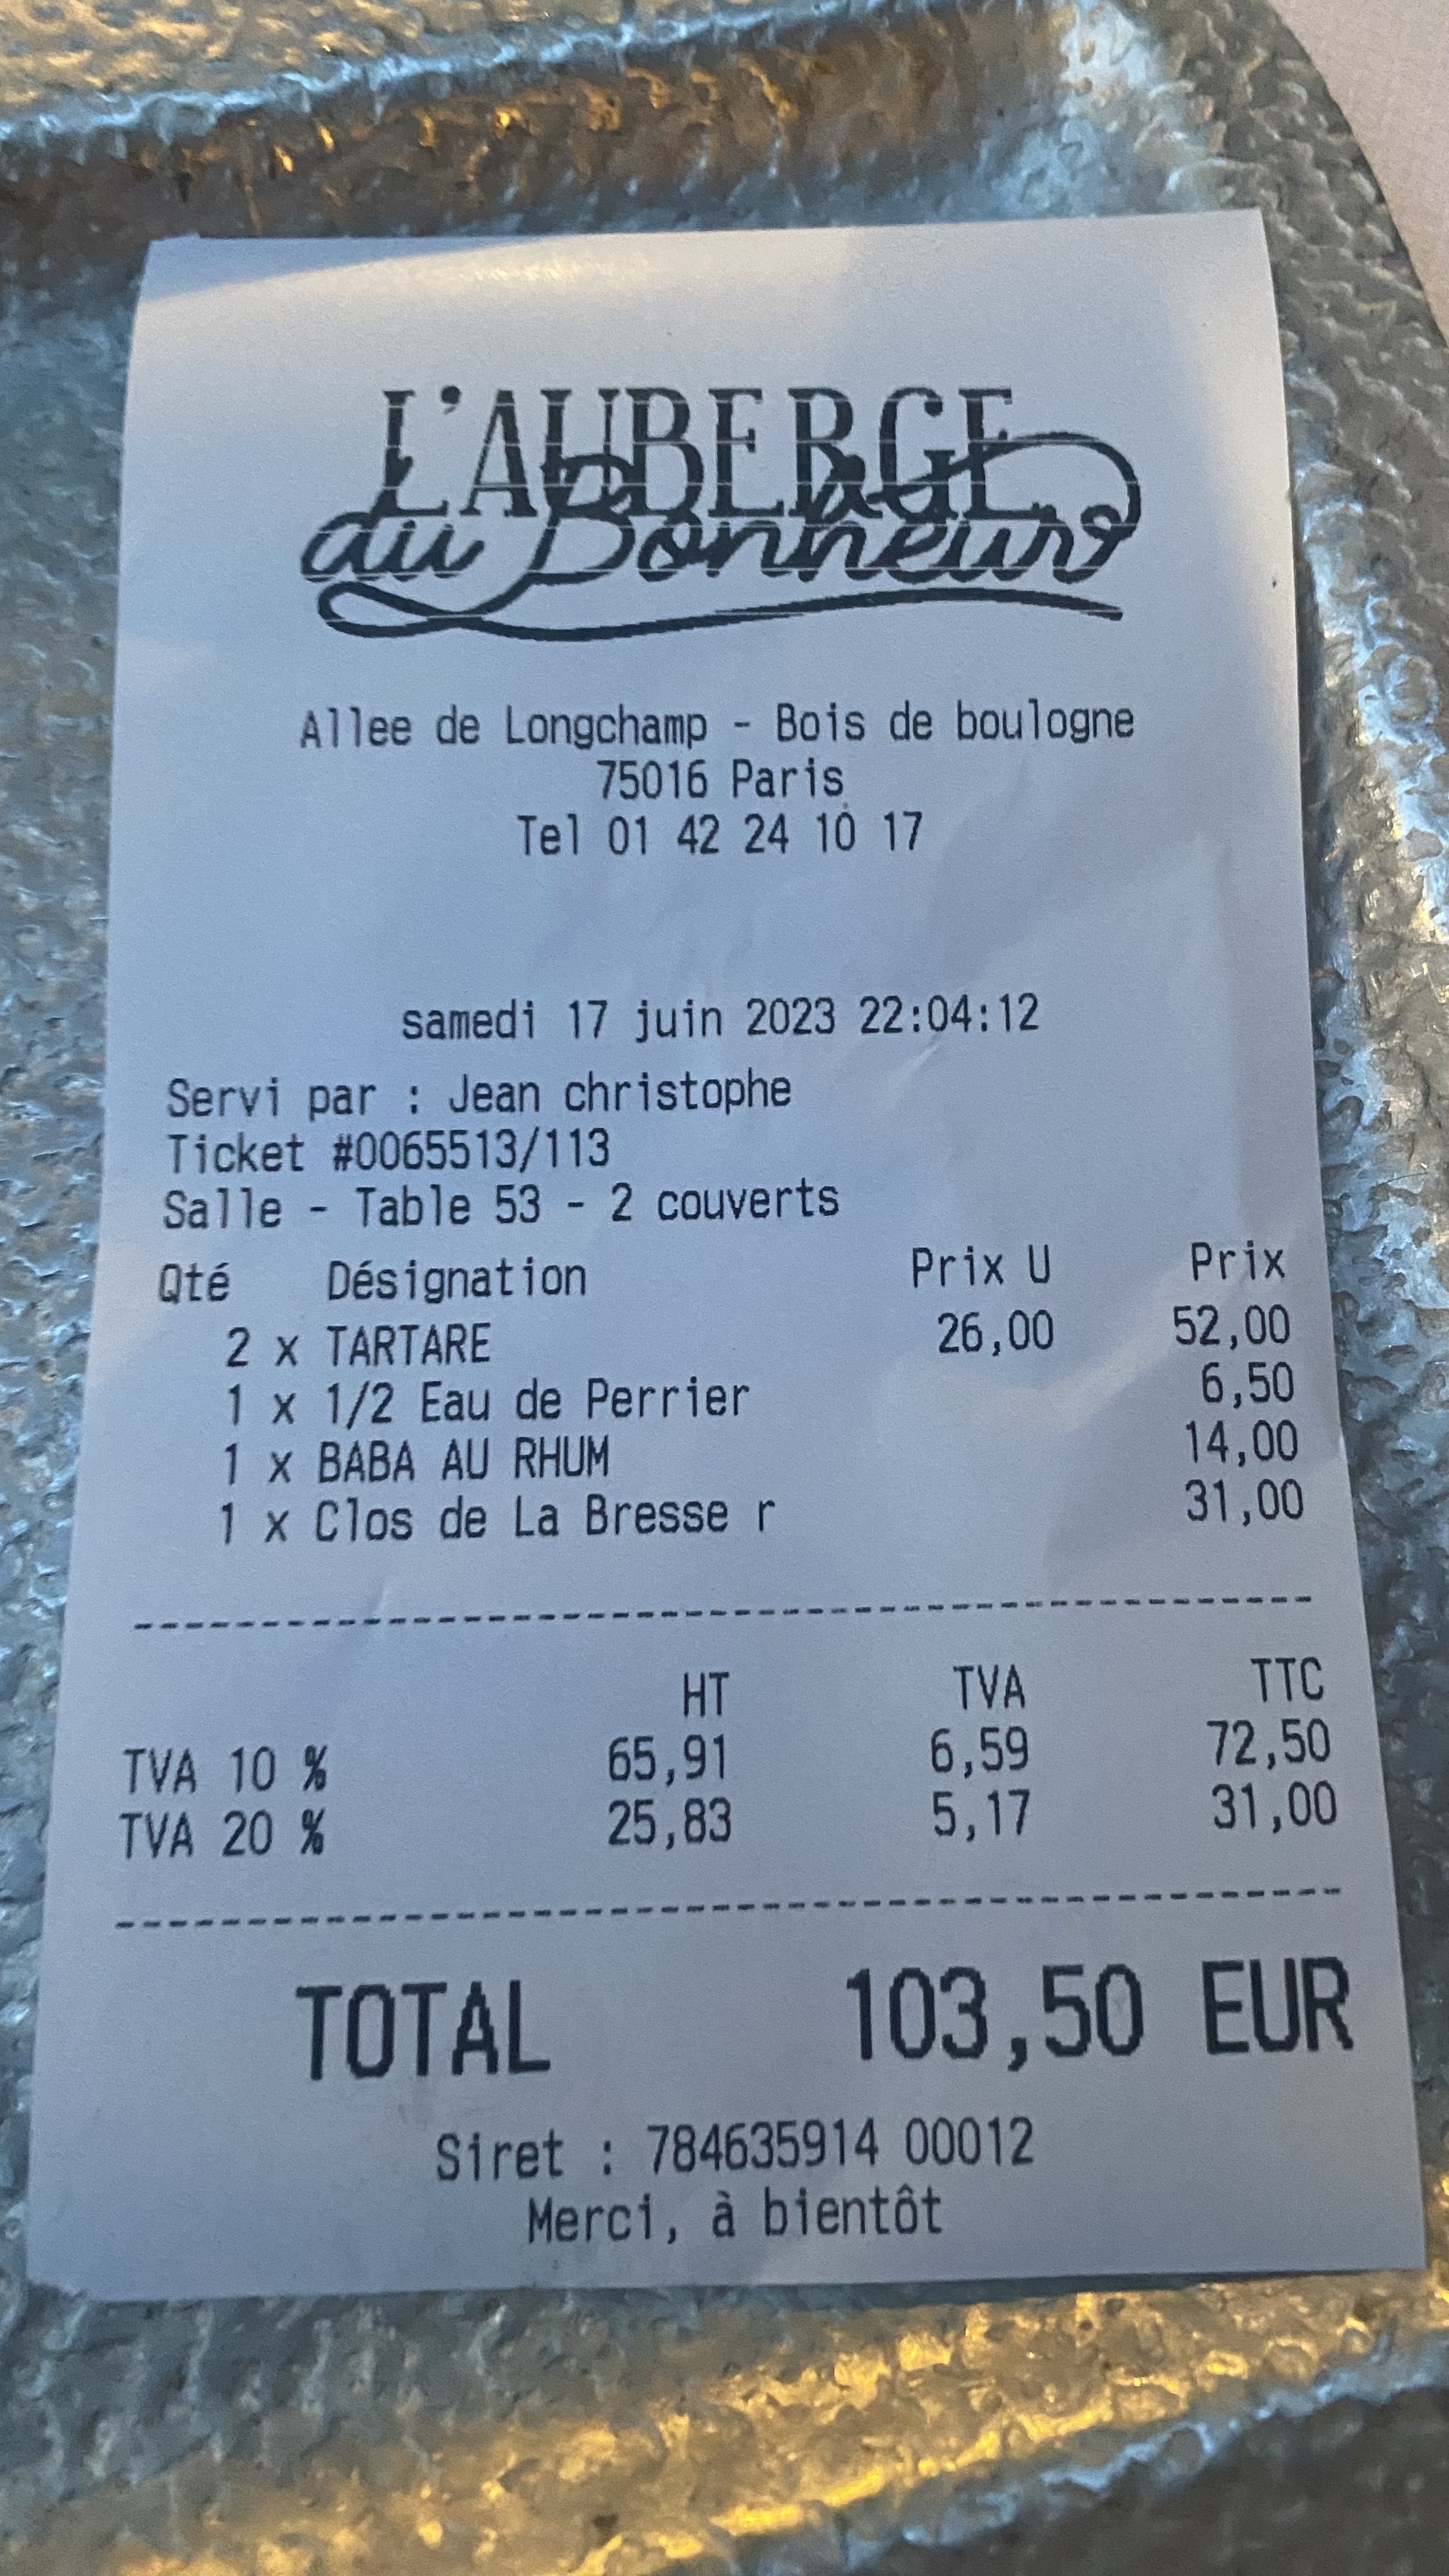 L'AUBERGE
du Bonheur
Allee de Longchamp - Bois de boulogne
75016 Paris
Tel 01 42 24 10 17
samedi 17 juin 2023 22:04:12
Servi par : Jean christophe
Ticket #0065513/113
Salle - Table 53 - 2 couverts
Qté Désignation Prix U Prix
2 x TARTARE 26,00 52,00
1 x 1/2 Eau de Perrier 6,50
1 x BABA AU RHUM 14,00
1 x Clos de La Bresse r 31,00
HT TVA TTC
TVA 10 % 65,91 6,59 72,50
TVA 20 % 25,83 5,17 31,00
TOTAL 103,50 EUR
Siret : 784635914 00012
Merci, à bientôt